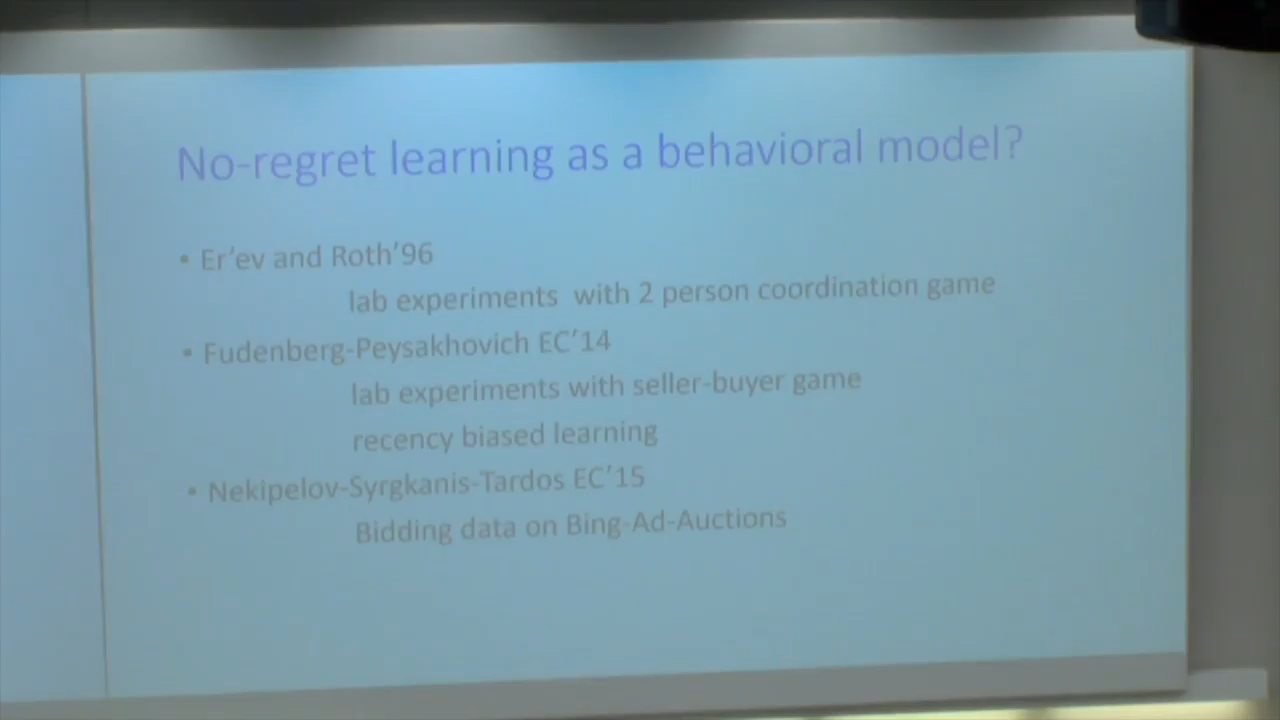 No-regret learning as a behavioral model?
• Er'ev and Roth'96
lab experiments with 2 person coordination game
• Fudenberg-Peysakhovich EC'14
lab experiments with seller-buyer game
recency biased learning
• Nekipelov-Syrgkanis-Tardos EC'15
Bidding data on Bing-Ad-Auctions